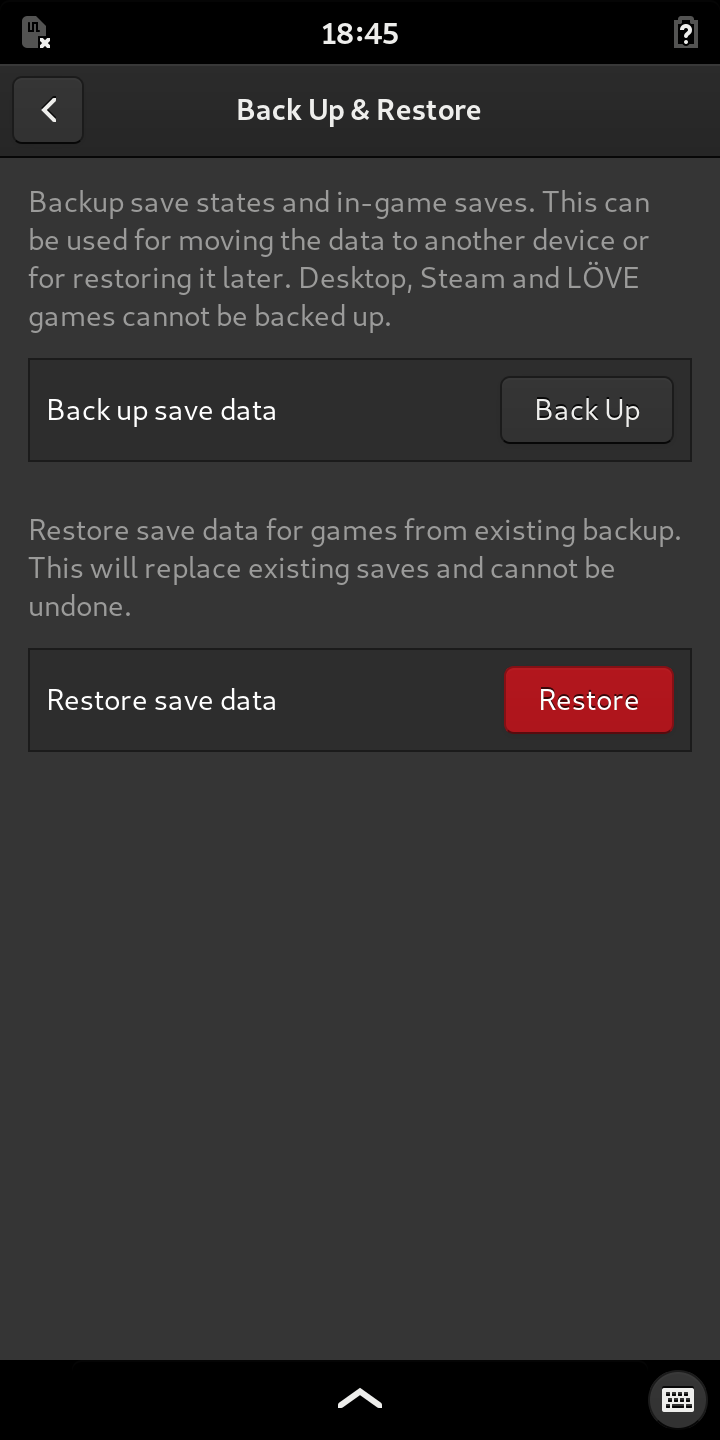 18:45
Back Up & Restore
Backup save states and in-game saves. This can
be used for moving the data to another device or
for restoring it later. Desktop, Steam and LÖVE
games cannot be backed up.
Back up save data
Back Up
Restore save data for games from existing backup.
This will replace existing saves and cannot be
undone.
Restore save data
Restore